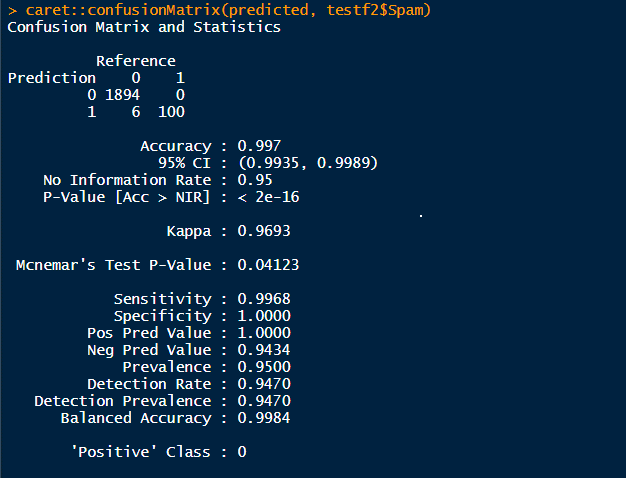 > caret::confusionMatrix(predicted, testf2$Spam)
Confusion Matrix and Statistics
Reference
Prediction 0 1
0 1894 0
1 6 100
Accuracy : 0.997
95% CI : (0.9935, 0.9989)
No Information Rate : 0.95
P-Value [Acc > NIR] : < 2e-16
Kappa : 0.9693
Mcnemar's Test P-Value : 0.04123
Sensitivity : 0.9968
Specificity : 1.0000
Pos Pred Value : 1.0000
Neg Pred Value : 0.9434
Prevalence : 0.9500
Detection Rate : 0.9470
Detection Prevalence : 0.9470
Balanced Accuracy : 0.9984
'Positive' Class : 0